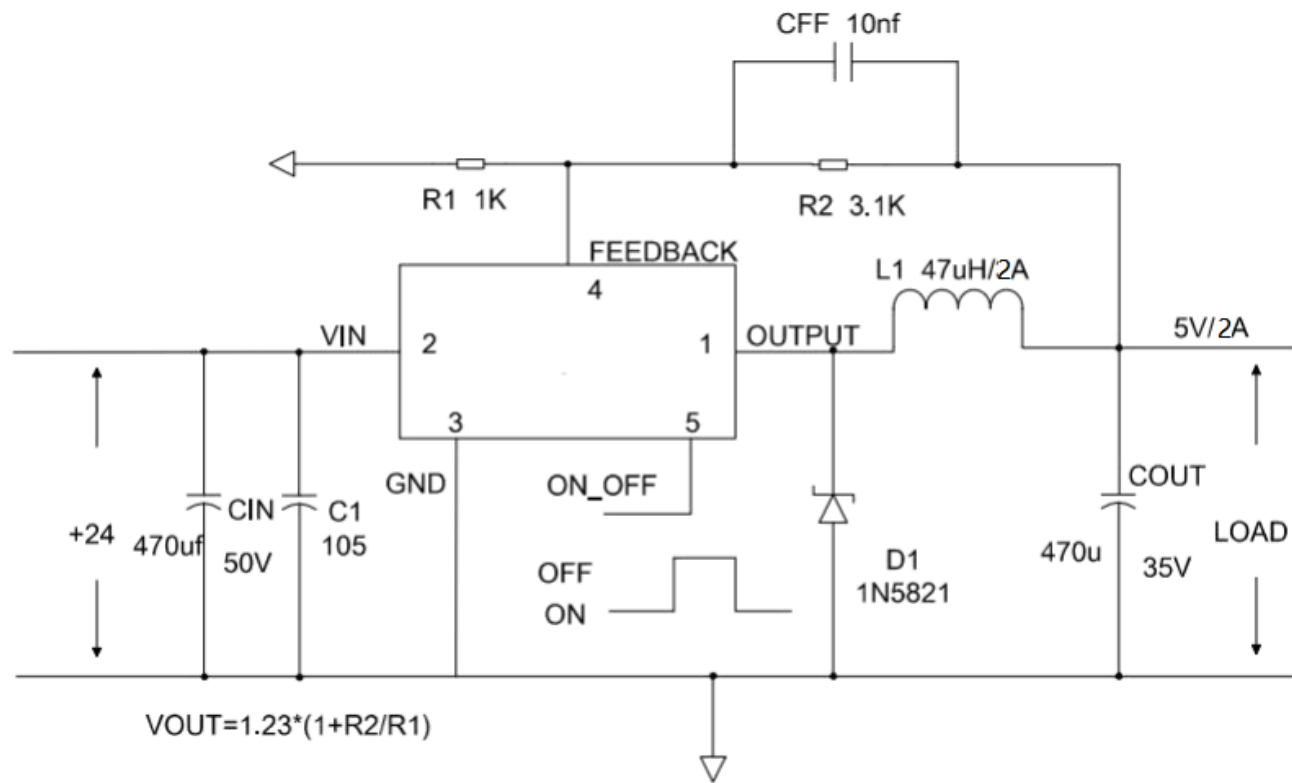 CFF 10nf
R1 1K
R2 3.1K
FEEDBACK
4
L1 47uH/2A
VIN
2
1
OUTPUT
5V/2A
3
5
GND
ON_OFF
+24
470uf
CIN
50V
C1
105
OFF
ON
D1
1N5821
COUT
470u
35V
LOAD
VOUT=1.23*(1+R2/R1)